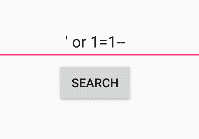 ' or 1=1--
SEARCH